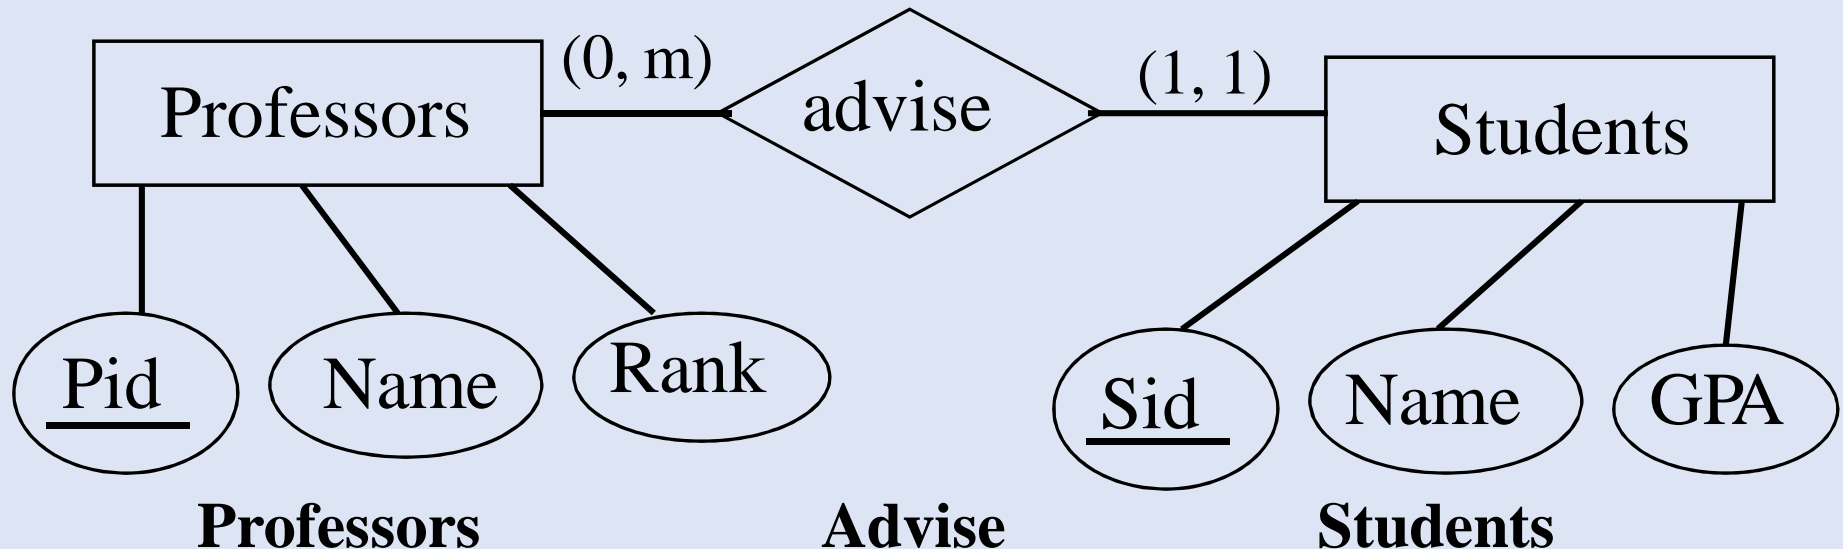 (0, m)
(1, 1)
Professors
advise
Students
Pid
Name
Rank
Sid
Name
GPA
Professors
Advise
Students